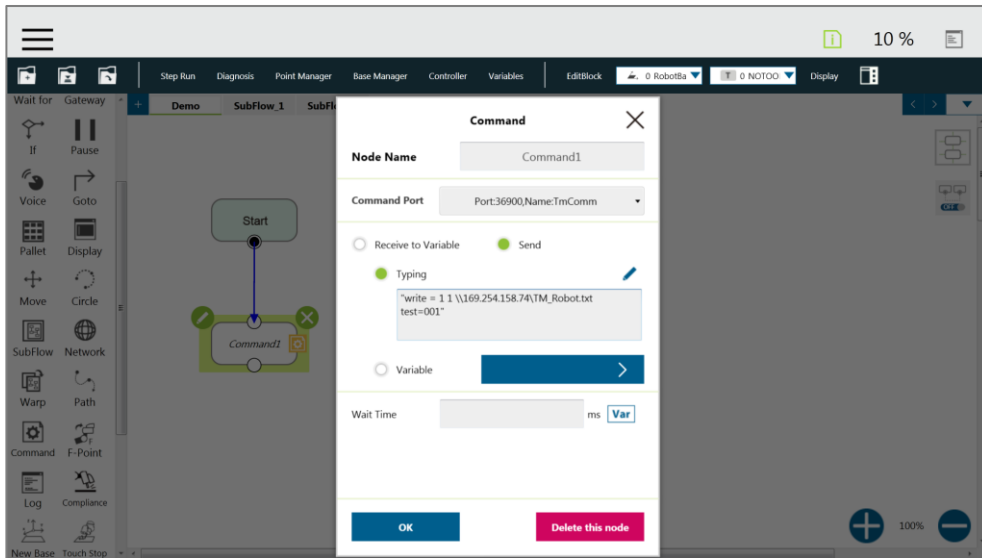 10 %
Step Run Diagnosis Point Manager Base Manager Controller Variables EditBlock 0 RobotBa T 0 NOTOO Display
Wait for Gateway
Demo SubFlow_1 SubFl
If Pause
Voice Goto
Pallet Display
Move Circle
SubFlow Network
Warp Path
Command F-Point
Log Compliance
New Base Touch Stop
Start
Command1
Command
Node Name Command1
Command Port Port:36900,Name:TmComm
Receive to Variable Send
Typing
"write = 1 1 \\169.254.158.74\TM_Robot.txt
test=001"
Variable
Wait Time ms Var
OK Delete this node
OFF
100%